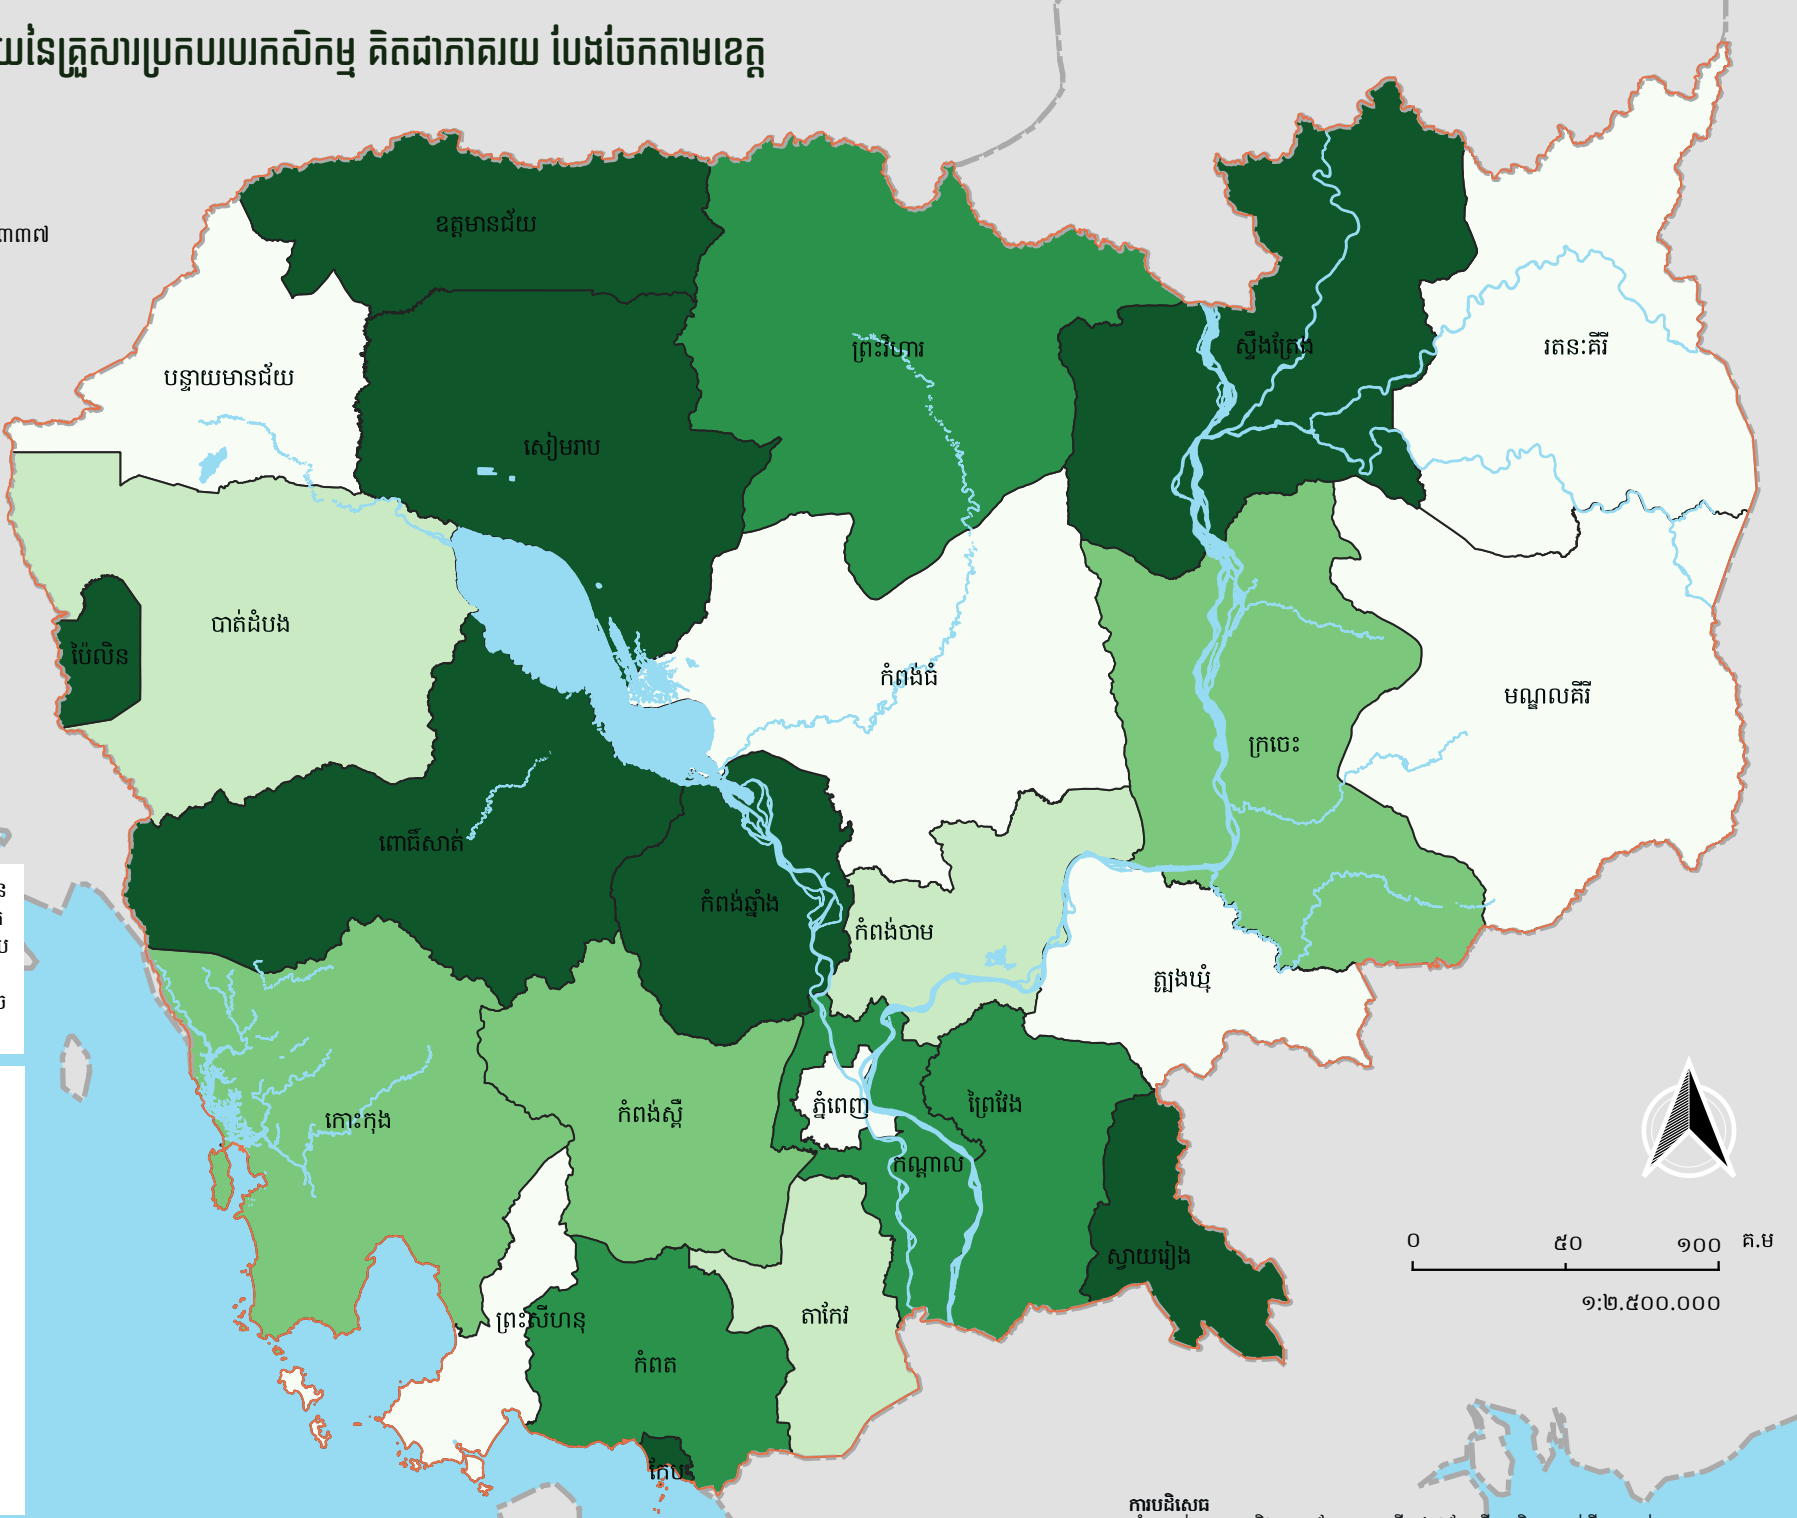 នៃគ្រួសារប្រកបរបរកសិកម្ម គិតជាភាគរយ បែងចែកតាមខេត្ត
៣៣៧
ឧត្តមានជ័យ
ព្រះវិហារ
ស្ទឹងត្រែង
រតនៈគីរី
បន្ទាយមានជ័យ
សៀមរាប
បាត់ដំបង
ប៉ៃលិន
កំពង់ធំ
មណ្ឌលគីរី
ក្រចេះ
ពោធិ៍សាត់
កំពង់ឆ្នាំង
កំពង់ចាម
ត្បូងឃ្មុំ
កោះកុង
កំពង់ស្ពឺ
ភ្នំពេញ
ព្រៃវែង
កណ្តាល
ស្វាយរៀង
ព្រះសីហនុ
តាកែវ
កំពត
កែប
០ ៥០ ១០០ គ.ម
១:២.៥០០.០០០
ការបដិសេធ